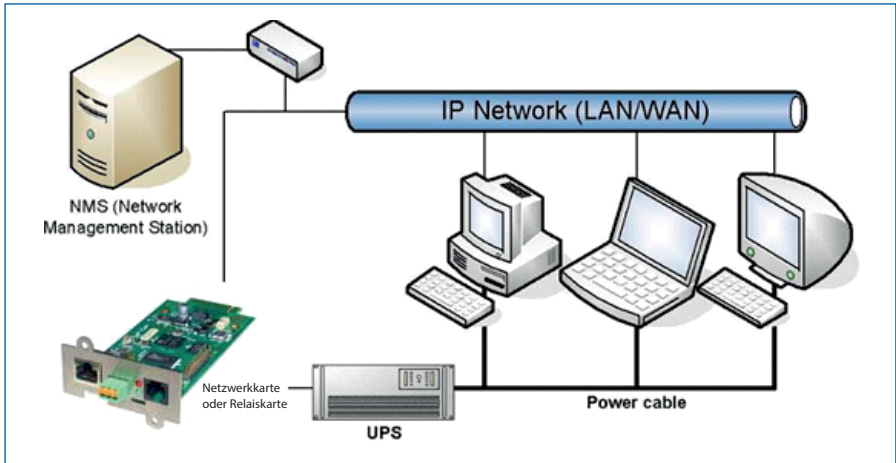 IP Network (LAN/WAN)
NMS (Network
Management Station)
Netzwerkkarte
oder Relaiskarte
Power cable
UPS